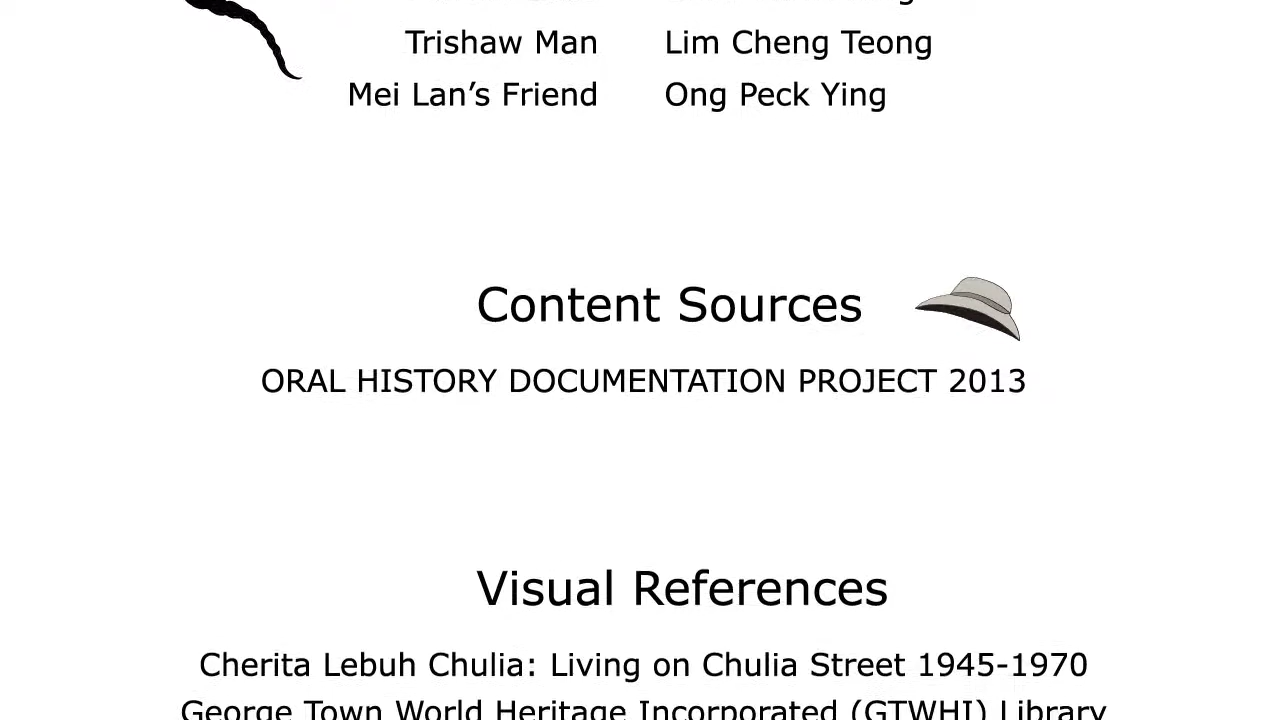 Trishaw Man Lim Cheng Teong
Mei Lan’s Friend Ong Peck Ying
Content Sources
ORAL HISTORY DOCUMENTATION PROJECT 2013
Visual References
Cherita Lebuh Chulia: Living on Chulia Street 1945-1970
George Town World Heritage Incorporated (GTWHI) Library